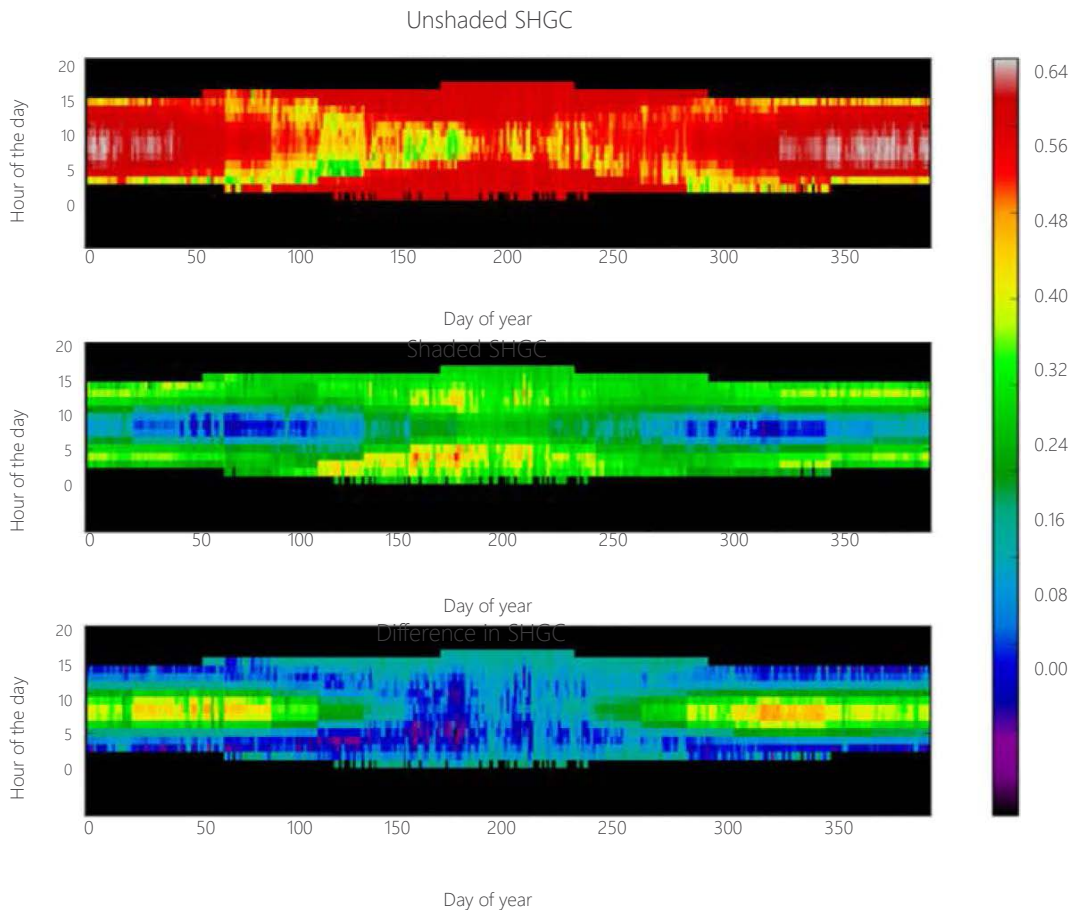 Unshaded SHGC
20
15
10
5
0
Hour of the day
0 50 100 150 200 250 300 350
Day of year
Shaded SHGC
20
15
10
5
0
Hour of the day
0 50 100 150 200 250 300 350
Day of year
Difference in SHGC
20
15
10
5
0
Hour of the day
0 50 100 150 200 250 300 350
Day of year
0.64
0.56
0.48
0.40
0.32
0.24
0.16
0.08
0.00